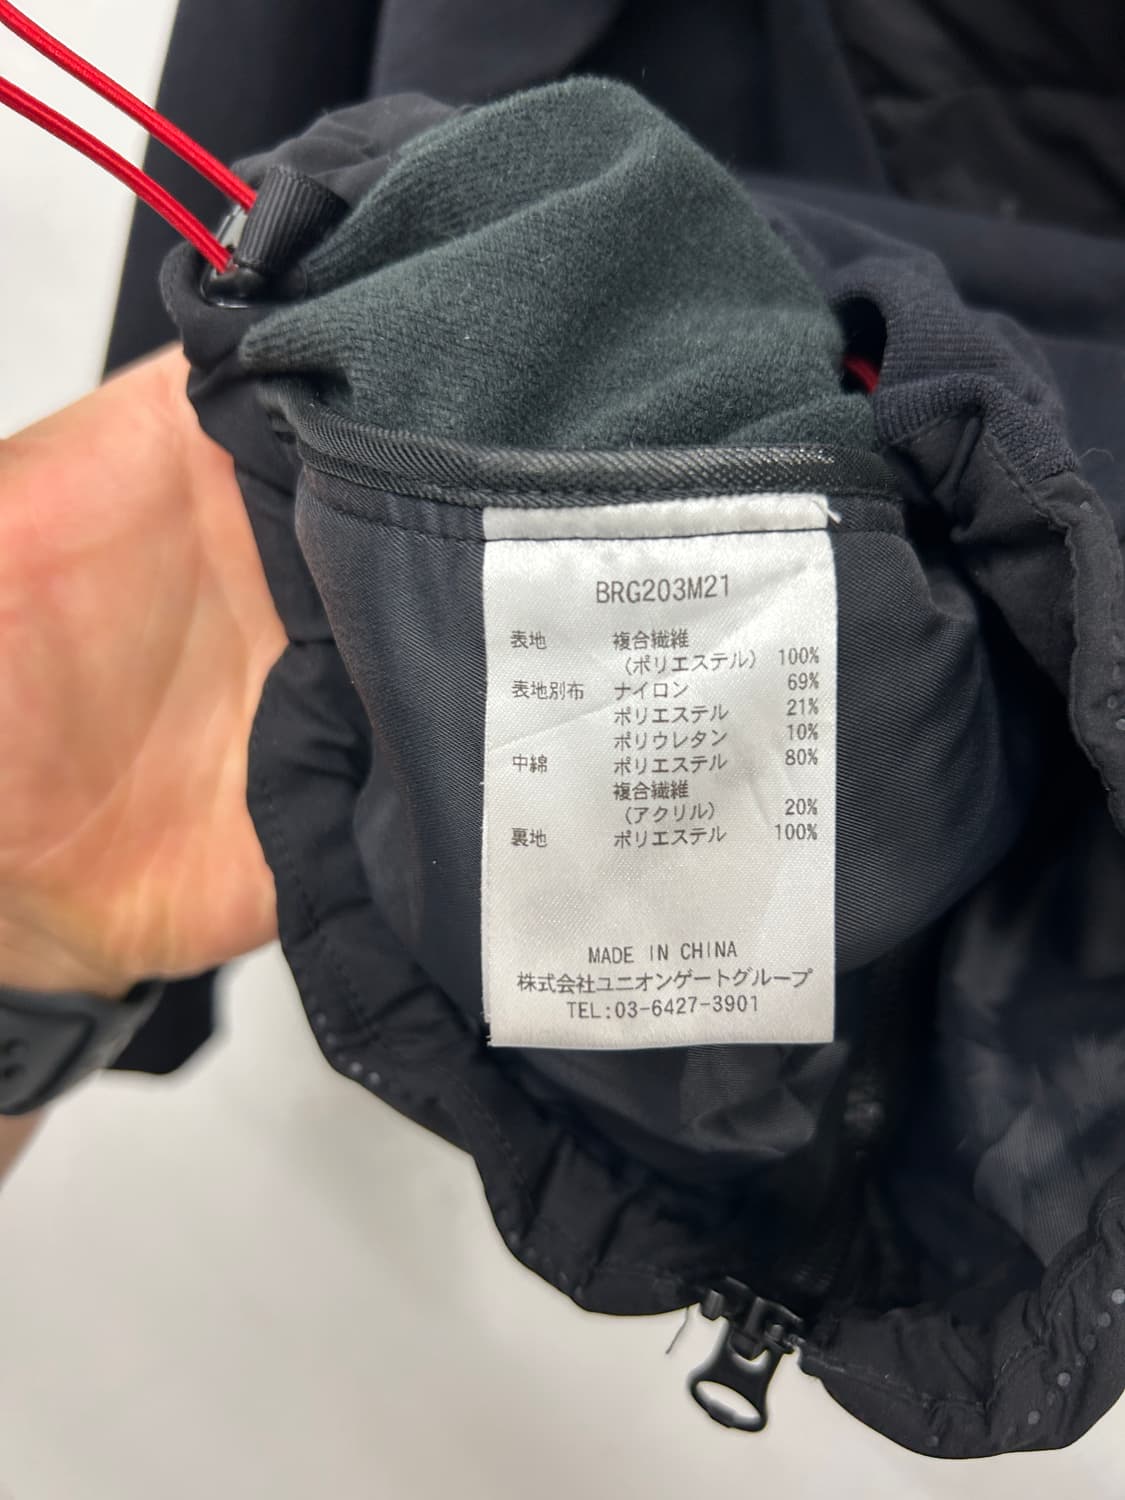 BRG203M21
表地 複合繊維
（ポリエステル） 100%
表地別布 ナイロン 69%
ポリエステル 21%
ポリウレタン 10%
中綿 ポリエステル 80%
複合繊維
（アクリル） 20%
裏地 ポリエステル 100%
MADE IN CHINA
株式会社ユニオンゲートグループ
TEL:03-6427-3901